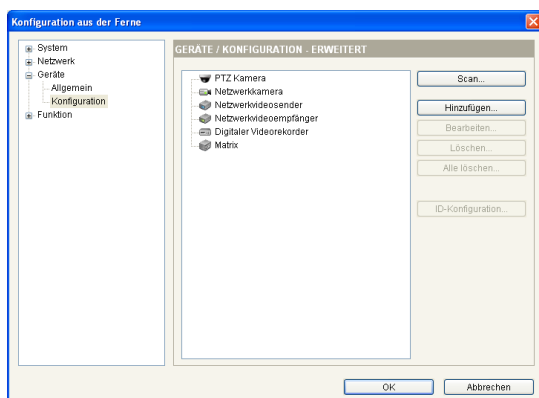 Konfiguration aus der Ferne
System
Netzwerk
Geräte
Allgemein
Konfiguration
Funktion
GERÄTE / KONFIGURATION - ERWEITERT
PTZ Kamera
Netzwerkkamera
Netzwerkvideosender
Netzwerkvideoempfänger
Digitaler Videorekorder
Matrix
Scan...
Hinzufügen...
Bearbeiten...
Löschen...
Alle löschen...
ID-Konfiguration...
OK
Abbrechen